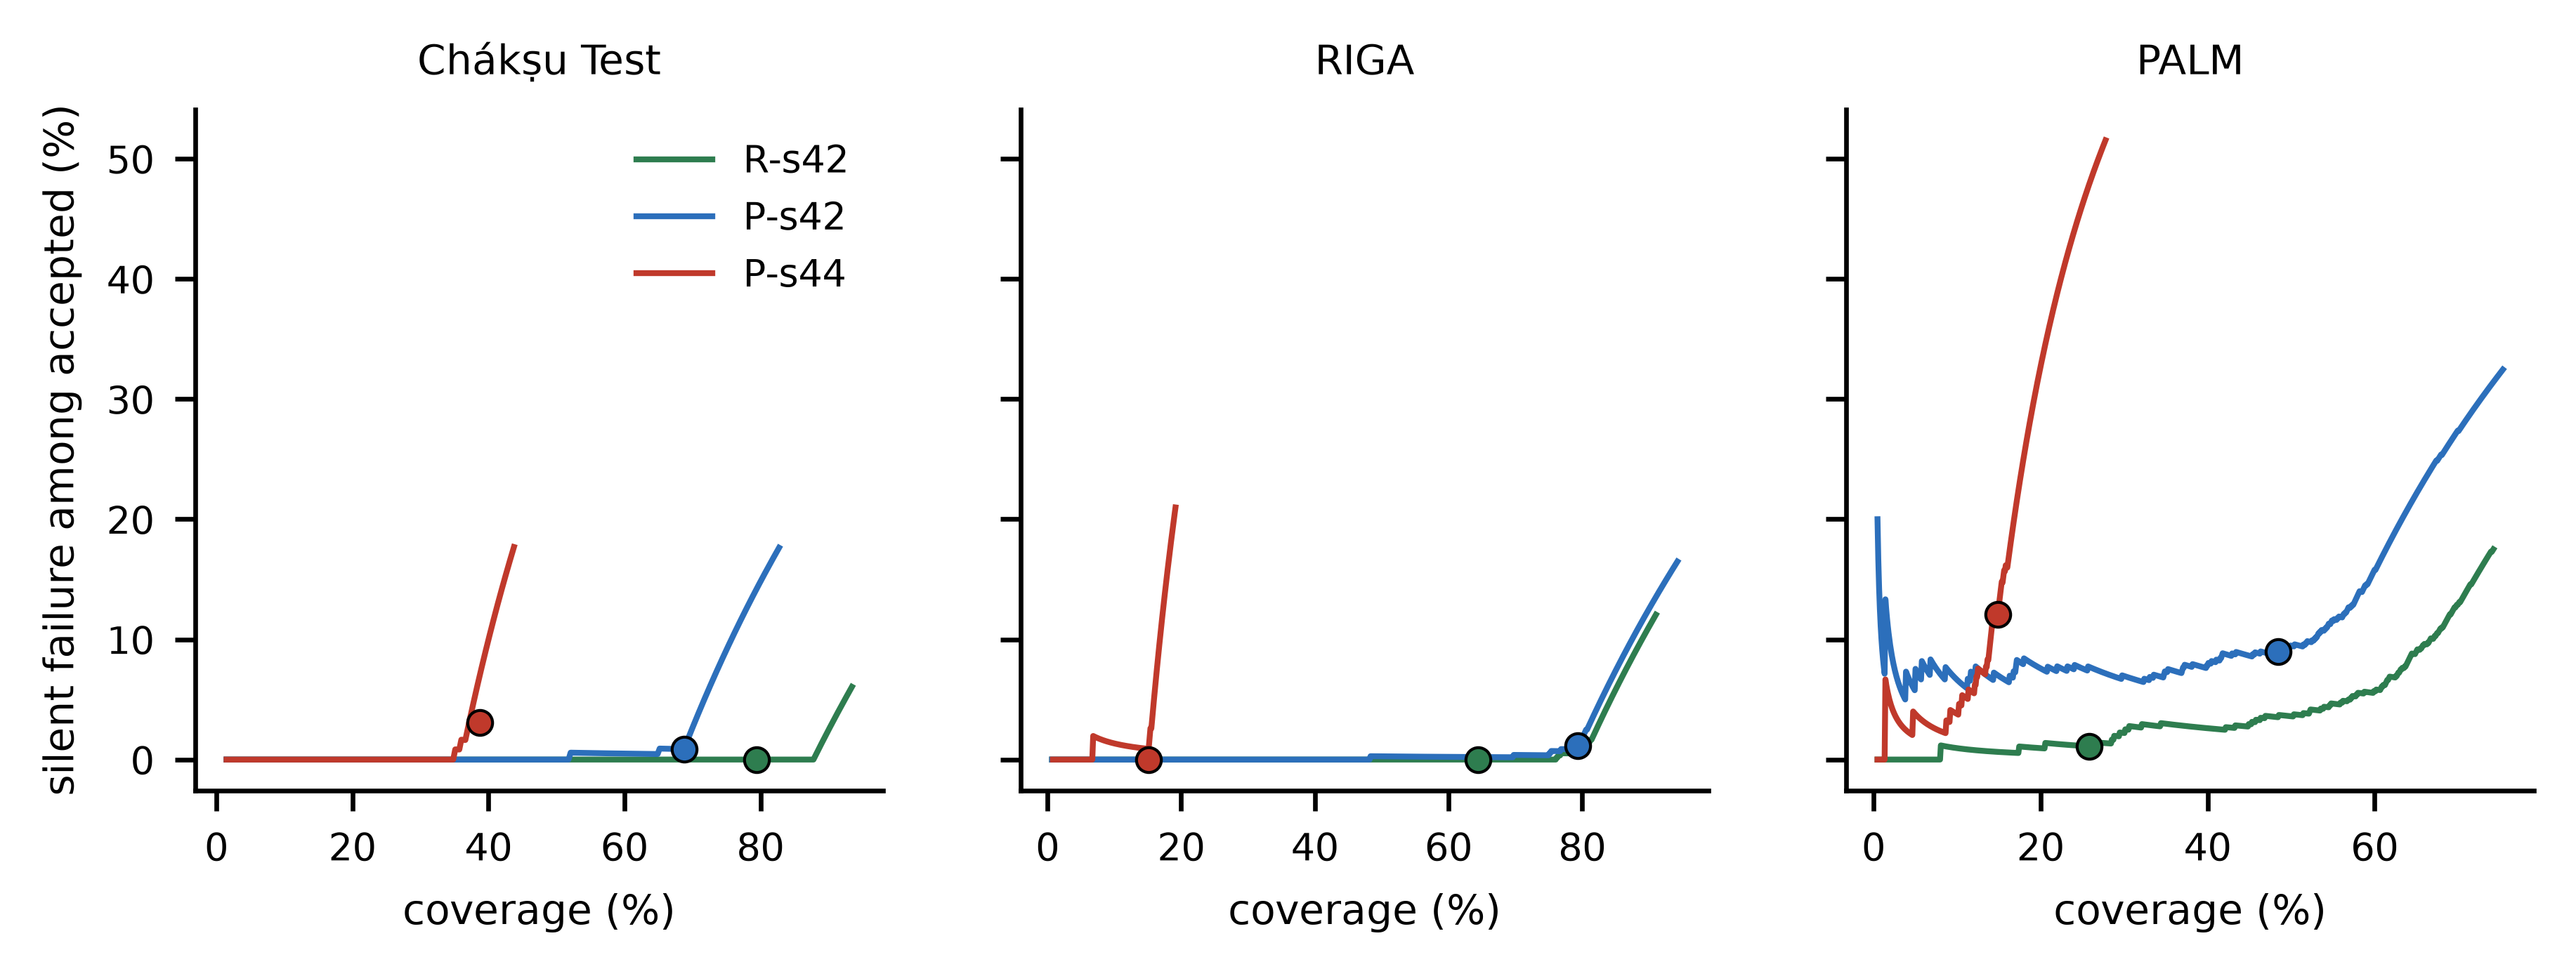 Chákṣu Test
RIGA
PALM
silent failure among accepted (%)
50
40
30
20
10
0
R-s42
P-s42
P-s44
0 20 40 60 80
0 20 40 60 80
0 20 40 60
coverage (%)
coverage (%)
coverage (%)